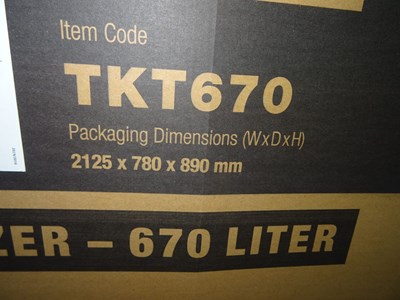 Item Code
TKT670
Packaging Dimensions (WxDxH)
2125 x 780 x 890 mm
ZER – 670 LITER